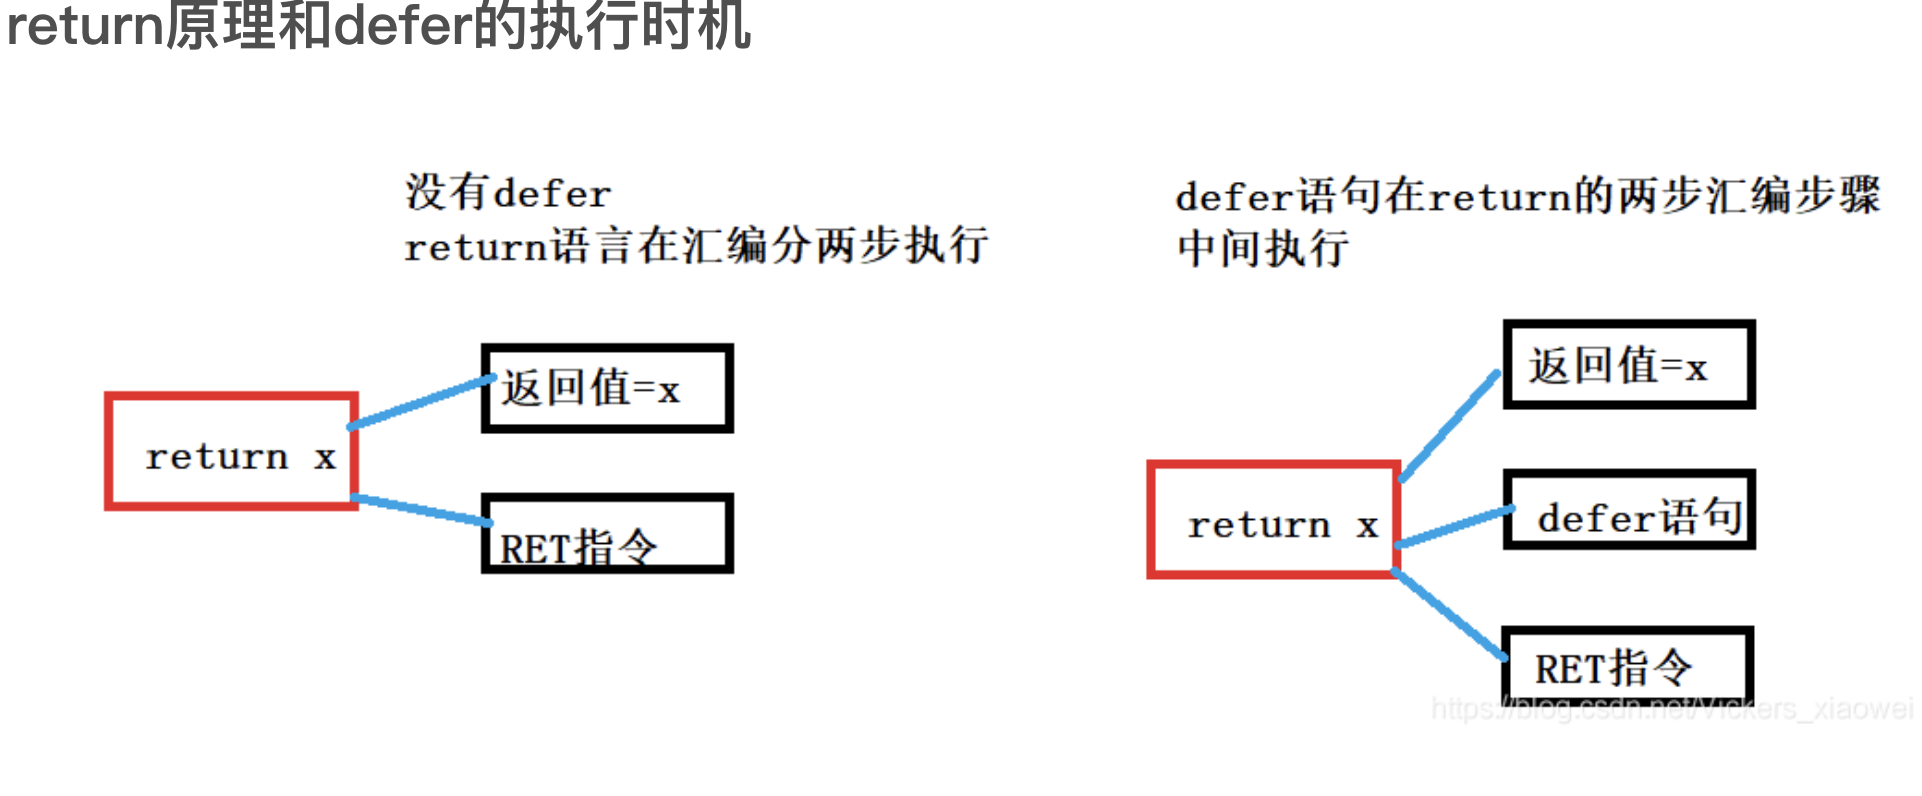 return原理和defer的执行时机
没有defer
return语言在汇编分两步执行
返回值=x
return x
RET指令
defer语句在return的两步汇编步骤
中间执行
返回值=x
defer语句
return x
RET指令
https://blog.csdn.net/Vickers_xiaowei